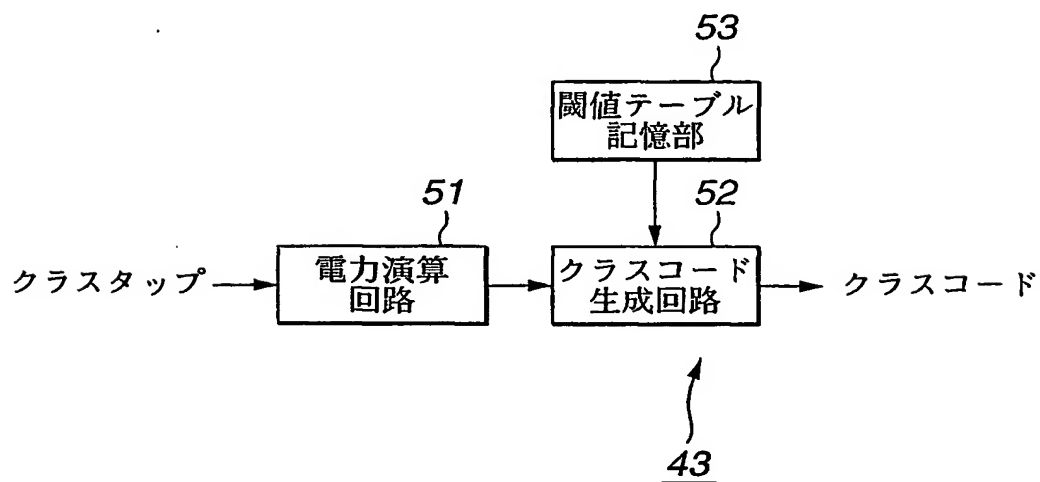 53
閾値テーブル
記憶部
51
52
クラスタップ
電力演算
回路
クラスコード
生成回路
クラスコード
43